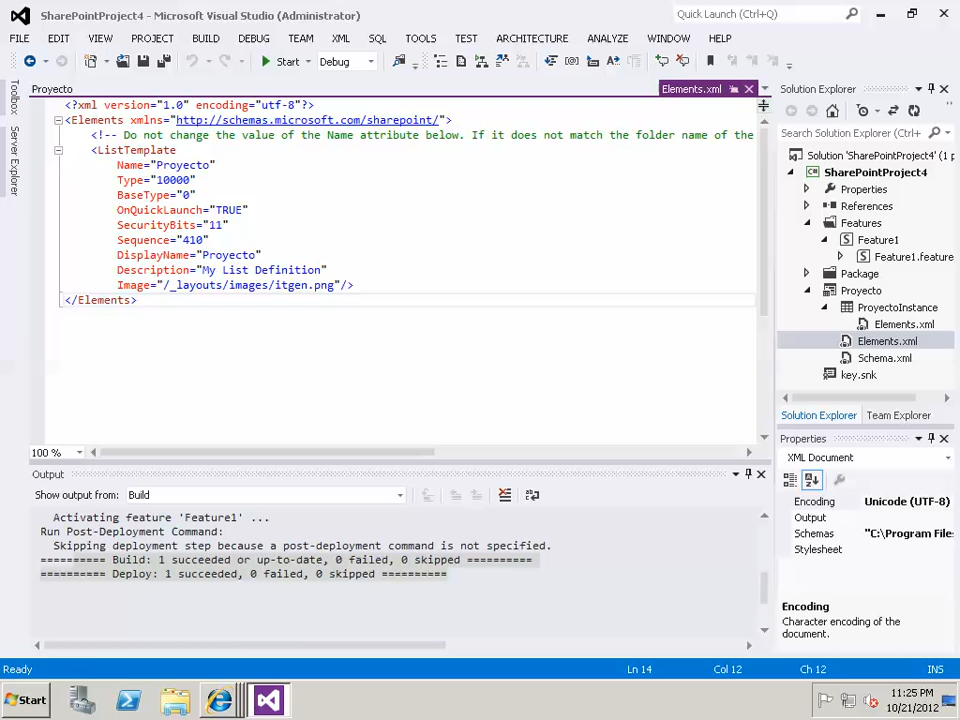 SharePointProject4 - Microsoft Visual Studio (Administrator)
Quick Launch (Ctrl+Q)
FILE EDIT VIEW PROJECT BUILD DEBUG TEAM XML SQL TOOLS TEST ARCHITECTURE ANALYZE WINDOW HELP
Start Debug
Toolbox
Server Explorer
Proyecto
Elements.xml
<?xml version="1.0" encoding="utf-8"?>
<Elements xmlns="http://schemas.microsoft.com/sharepoint/">
<!-- Do not change the value of the Name attribute below. If it does not match the folder name of the
<ListTemplate
Name="Proyecto"
Type="10000"
BaseType="0"
OnQuickLaunch="TRUE"
SecurityBits="11"
Sequence="410"
DisplayName="Proyecto"
Description="My List Definition"
Image="/_layouts/images/itgen.png"/>
</Elements>
100 %
Output
Show output from: Build
Activating feature 'Feature1' ...
Run Post-Deployment Command:
Skipping deployment step because a post-deployment command is not specified.
========== Build: 1 succeeded or up-to-date, 0 failed, 0 skipped ==========
========== Deploy: 1 succeeded, 0 failed, 0 skipped ==========
Solution Explorer
Search Solution Explorer (Ctrl+
Solution 'SharePointProject4' (1 p
SharePointProject4
Properties
References
Features
Feature1
Feature1.feature
Package
Proyecto
ProyectoInstance
Elements.xml
Elements.xml
Schema.xml
key.snk
Solution Explorer Team Explorer
Properties
XML Document
Encoding Unicode (UTF-8)
Output
Schemas "C:\Program Files
Stylesheet
Encoding
Character encoding of the
document.
Ready Ln 14 Col 12 Ch 12 INS
Start
11:25 PM
10/21/2012